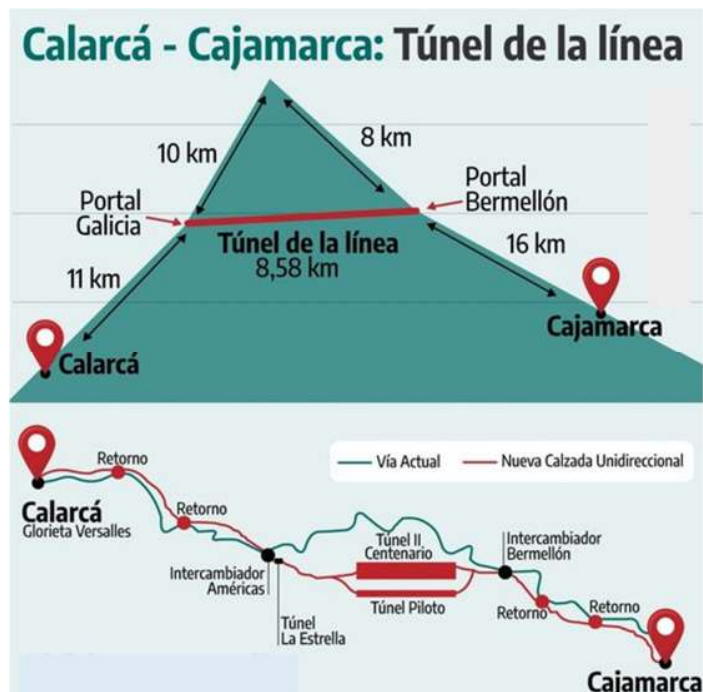 Calarcá - Cajamarca: Túnel de la línea
10 km
8 km
Portal
Galicia
Portal
Bermellón
Túnel de la línea
8,58 km
11 km
16 km
Calarcá
Cajamarca
Vía Actual
Nueva Calzada Unidireccional
Retorno
Calarcá
Glorieta Versalles
Retorno
Túnel II
Centenario
Intercambiador
Bermellón
Intercambiador
Américas
Túnel Piloto
Retorno
Retorno
Túnel
La Estrella
Cajamarca